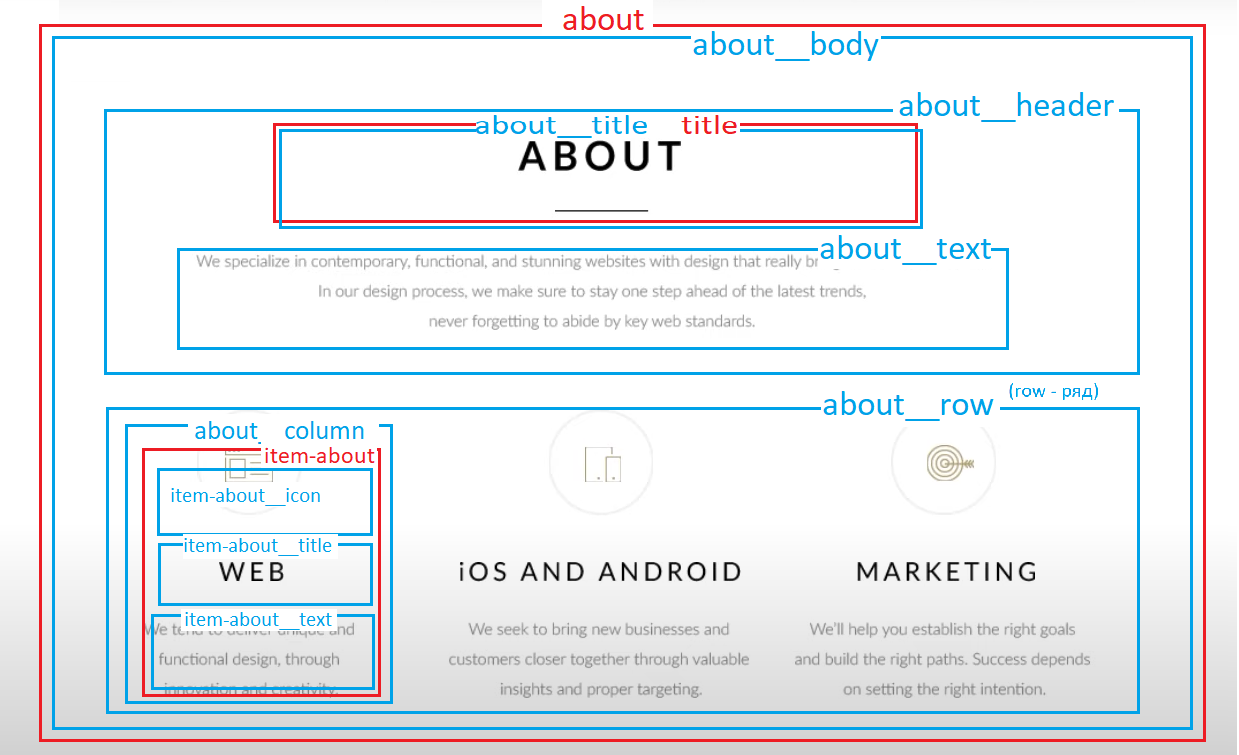 about
about__body
about__header
about__title title
ABOUT
about__text
We specialize in contemporary, functional, and stunning websites with design that really
In our design process, we make sure to stay one step ahead of the latest trends,
never forgetting to abide by key web standards.
(row - ряд)
about__row
about__column
item-about
item-about__icon
item-about__title
WEB
item-about__text
We tend to deliver unique and
functional design, through
innovation and creativity.
iOS AND ANDROID
We seek to bring new businesses and
customers closer together through valuable
insights and proper targeting.
MARKETING
We'll help you establish the right goals
and build the right paths. Success depends
on setting the right intention.